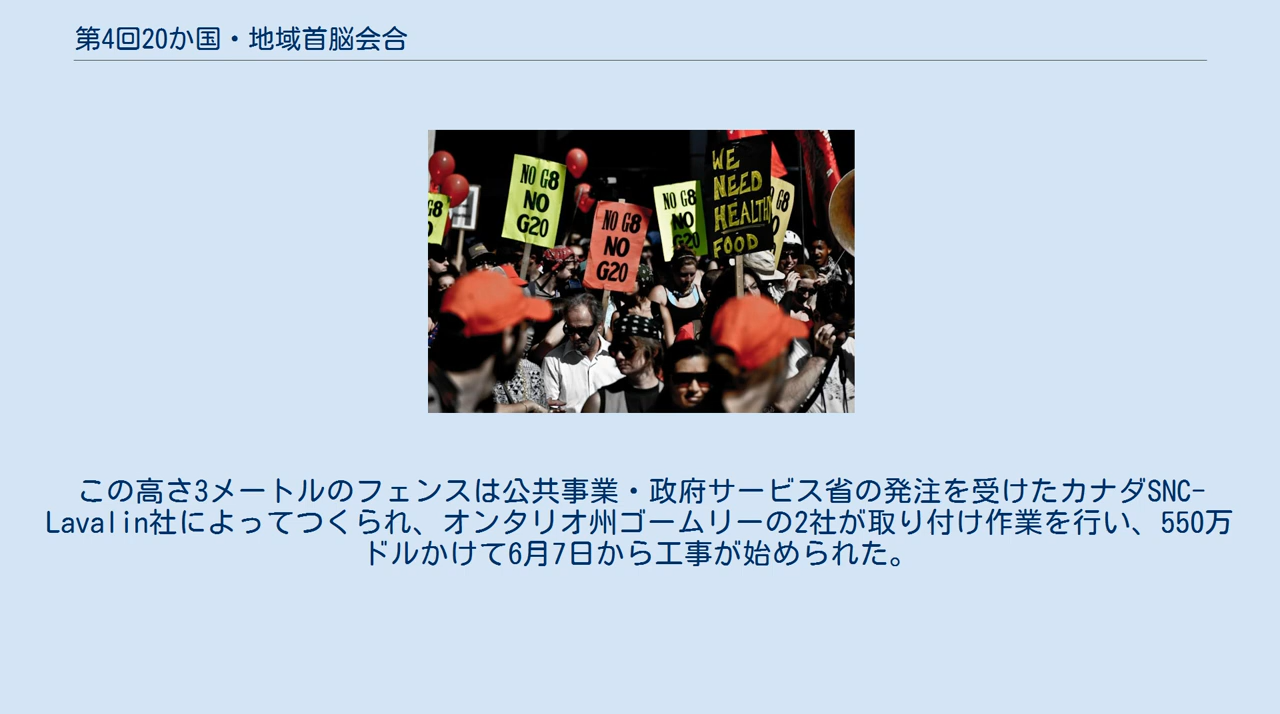 第4回20か国・地域首脳会合
NO G8
NO
G20
NO G8
NO
G20
NO G8
NO
G20
WE
NEED
HEALTHY
FOOD
G8
G8
この高さ3メートルのフェンスは公共事業・政府サービス省の発注を受けたカナダSNC-
Lavalin社によってつくられ、オンタリオ州ゴームリーの2社が取り付け作業を行い、550万
ドルかけて6月7日から工事が始められた。